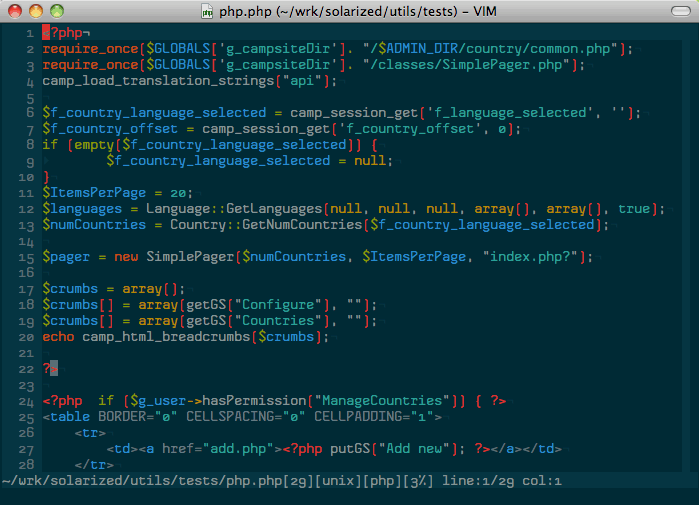 php.php (~/wrk/solarized/utils/tests) – VIM
1 <?php¬
2 require_once($GLOBALS['g_campsiteDir']. "/$ADMIN_DIR/country/common.php");
3 require_once($GLOBALS['g_campsiteDir']. "/classes/SimplePager.php");
4 camp_load_translation_strings("api");
5
6 $f_country_language_selected = camp_session_get('f_language_selected', '');
7 $f_country_offset = camp_session_get('f_country_offset', 0);
8 if (empty($f_country_language_selected)) {
9         $f_country_language_selected = null;
10 }
11 $ItemsPerPage = 20;
12 $languages = Language::GetLanguages(null, null, null, array(), array(), true);
13 $numCountries = Country::GetNumCountries($f_country_language_selected);
14
15 $pager = new SimplePager($numCountries, $ItemsPerPage, "index.php?");
16
17 $crumbs = array();
18 $crumbs[] = array(getGS("Configure"), "");
19 $crumbs[] = array(getGS("Countries"), "");
20 echo camp_html_breadcrumbs($crumbs);
21
22 ?>
23
24 <?php  if ($g_user->hasPermission("ManageCountries")) { ?>
25 <table BORDER="0" CELLSPACING="0" CELLPADDING="1">
26     <tr>
27         <td><a href="add.php"><?php putGS("Add new"); ?></a></td>
28     </tr>
~/wrk/solarized/utils/tests/php.php[29][unix][php][3%] line:1/29 col:1